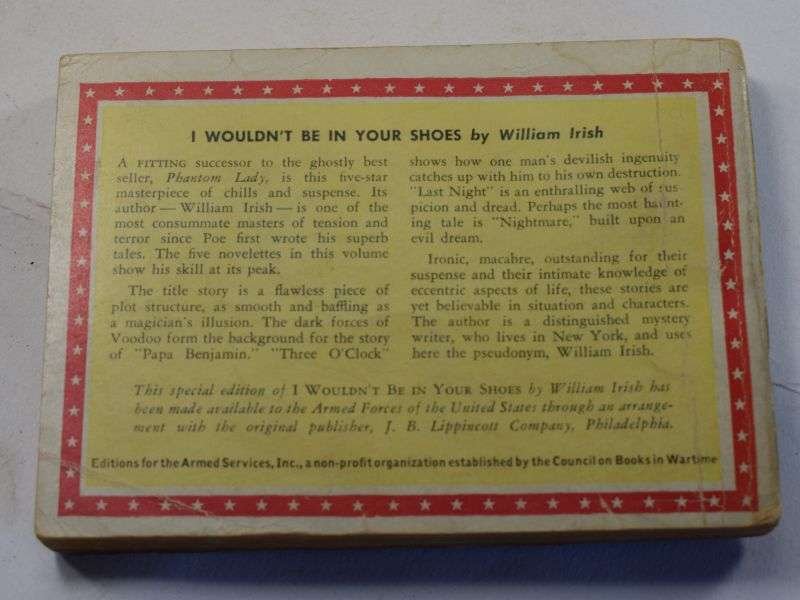 I WOULDN'T BE IN YOUR SHOES by William Irish
A FITTING successor to the ghostly best
seller, Phantom Lady, is this five-star
masterpiece of chills and suspense. Its
author — William Irish — is one of the
most consummate masters of tension and
terror since Poe first wrote his superb
tales. The five novelettes in this volume
show his skill at its peak.
The title story is a flawless piece of
plot structure, as smooth and baffling as
a magician's illusion. The dark forces of
Voodoo form the background for the story
of "Papa Benjamin." "Three O'Clock"
shows how one man's devilish ingenuity
catches up with him to his own destruction.
"Last Night" is an enthralling web of sus-
picion and dread. Perhaps the most haunt-
ing tale is "Nightmare," built upon an
evil dream.
Ironic, macabre, outstanding for their
suspense and their intimate knowledge of
eccentric aspects of life, these stories are
yet believable in situation and characters.
The author is a distinguished mystery
writer, who lives in New York, and uses
here the pseudonym, William Irish.
This special edition of I WOULDN'T BE IN YOUR SHOES by William Irish has
been made available to the Armed Forces of the United States through an arrange-
ment with the original publisher, J. B. Lippincott Company, Philadelphia.
Editions for the Armed Services, Inc., a non-profit organization established by the Council on Books in Wartime